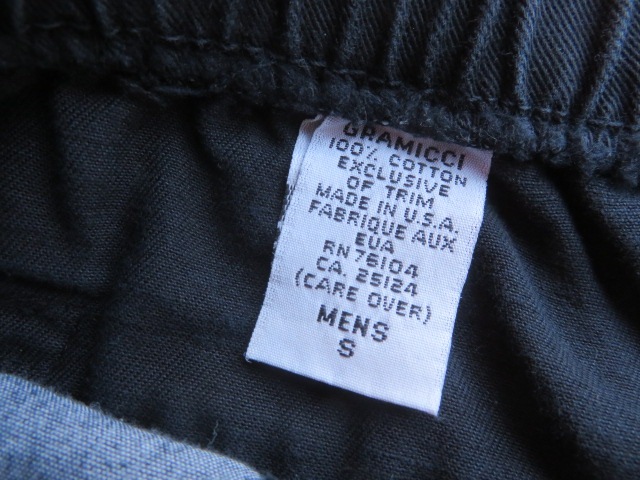 GRAMICCI
100% COTTON
EXCLUSIVE
OF TRIM
MADE IN U.S.A.
FABRIQUE AUX
EUA
RN 76104
CA. 25124
(CARE OVER)
MENS
S